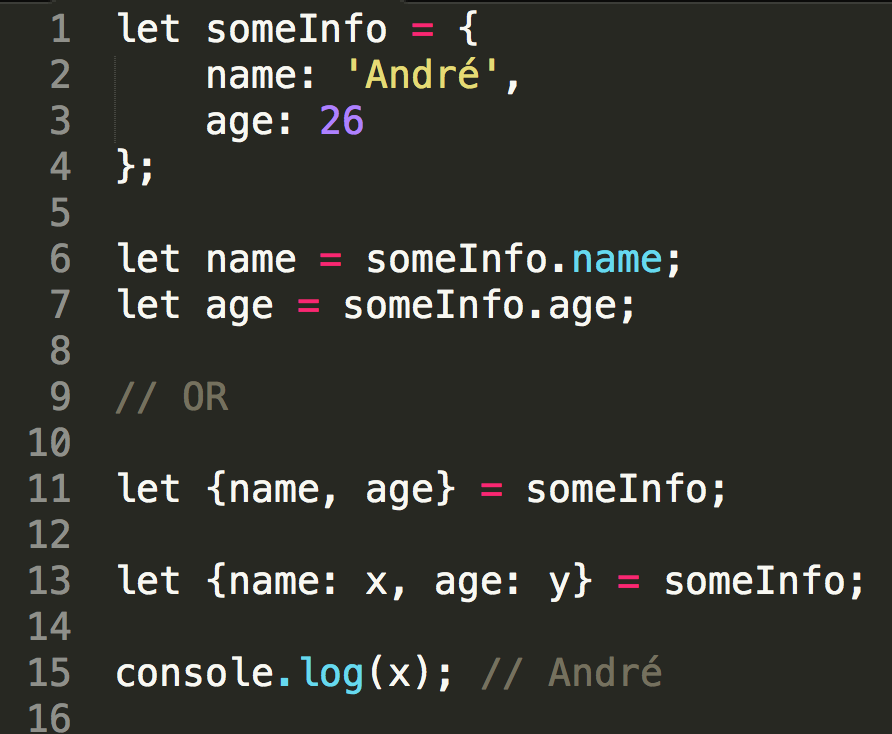 1 let someInfo = {
2     name: 'André',
3     age: 26
4 };
5
6 let name = someInfo.name;
7 let age = someInfo.age;
8
9 // OR
10
11 let {name, age} = someInfo;
12
13 let {name: x, age: y} = someInfo;
14
15 console.log(x); // André
16